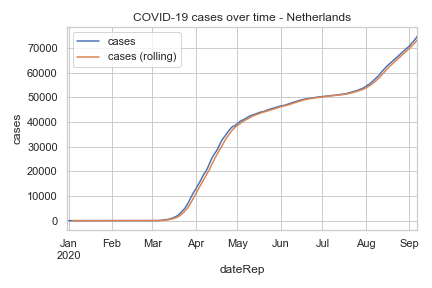 COVID-19 cases over time - Netherlands
cases
cases (rolling)
70000
60000
50000
40000
30000
20000
10000
0
cases
Jan Feb Mar Apr May Jun Jul Aug Sep
2020
dateRep